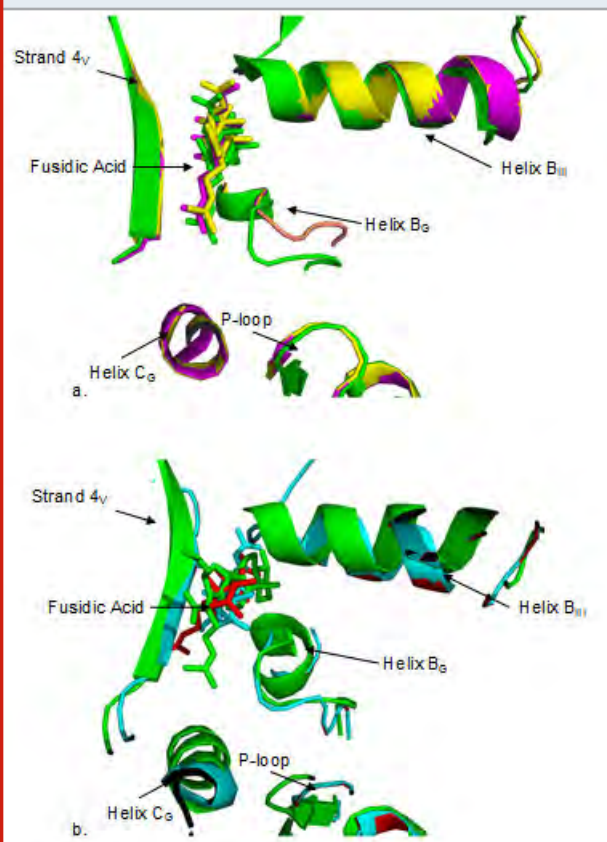 Strand 4V
Fusidic Acid
Helix BIII
Helix BG
P-loop
Helix CG
a.
Strand 4V
Fusidic Acid
Helix BIII
Helix BG
P-loop
Helix CG
b.